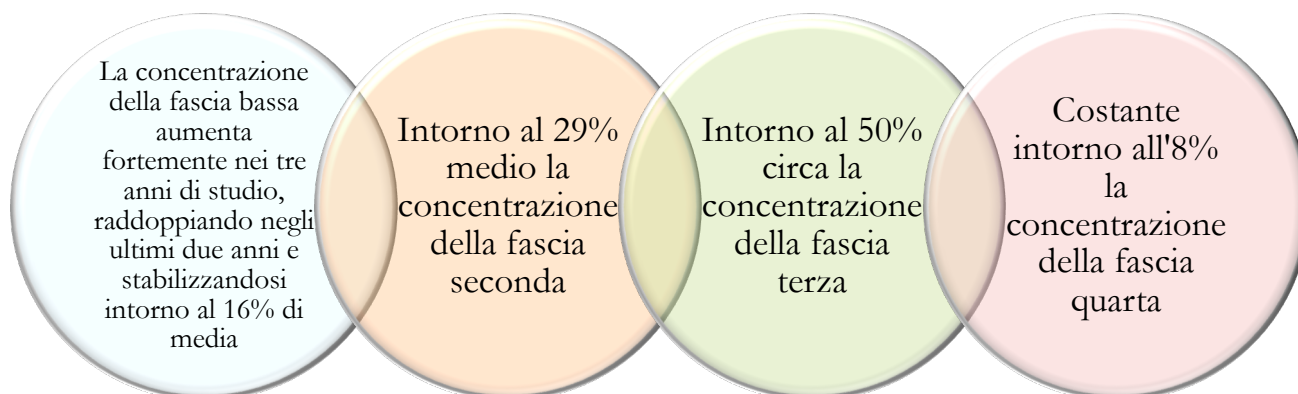 La concentrazione
della fascia bassa
aumenta
fortemente nei tre
anni di studio,
raddoppiando negli
ultimi due anni e
stabilizzandosi
intorno al 16% di
media
Intorno al 29%
medio la
concentrazione
della fascia
seconda
Intorno al 50%
circa la
concentrazione
della fascia
terza
Costante
intorno all'8%
la
concentrazione
della fascia
quarta